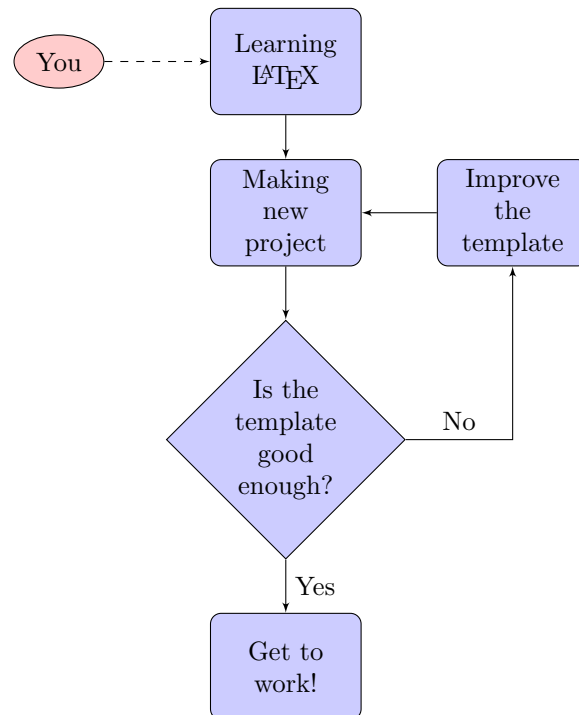 You
Learning
LATEX
Making
new
project
Improve
the
template
Is the
template
good
enough?
No
Yes
Get to
work!